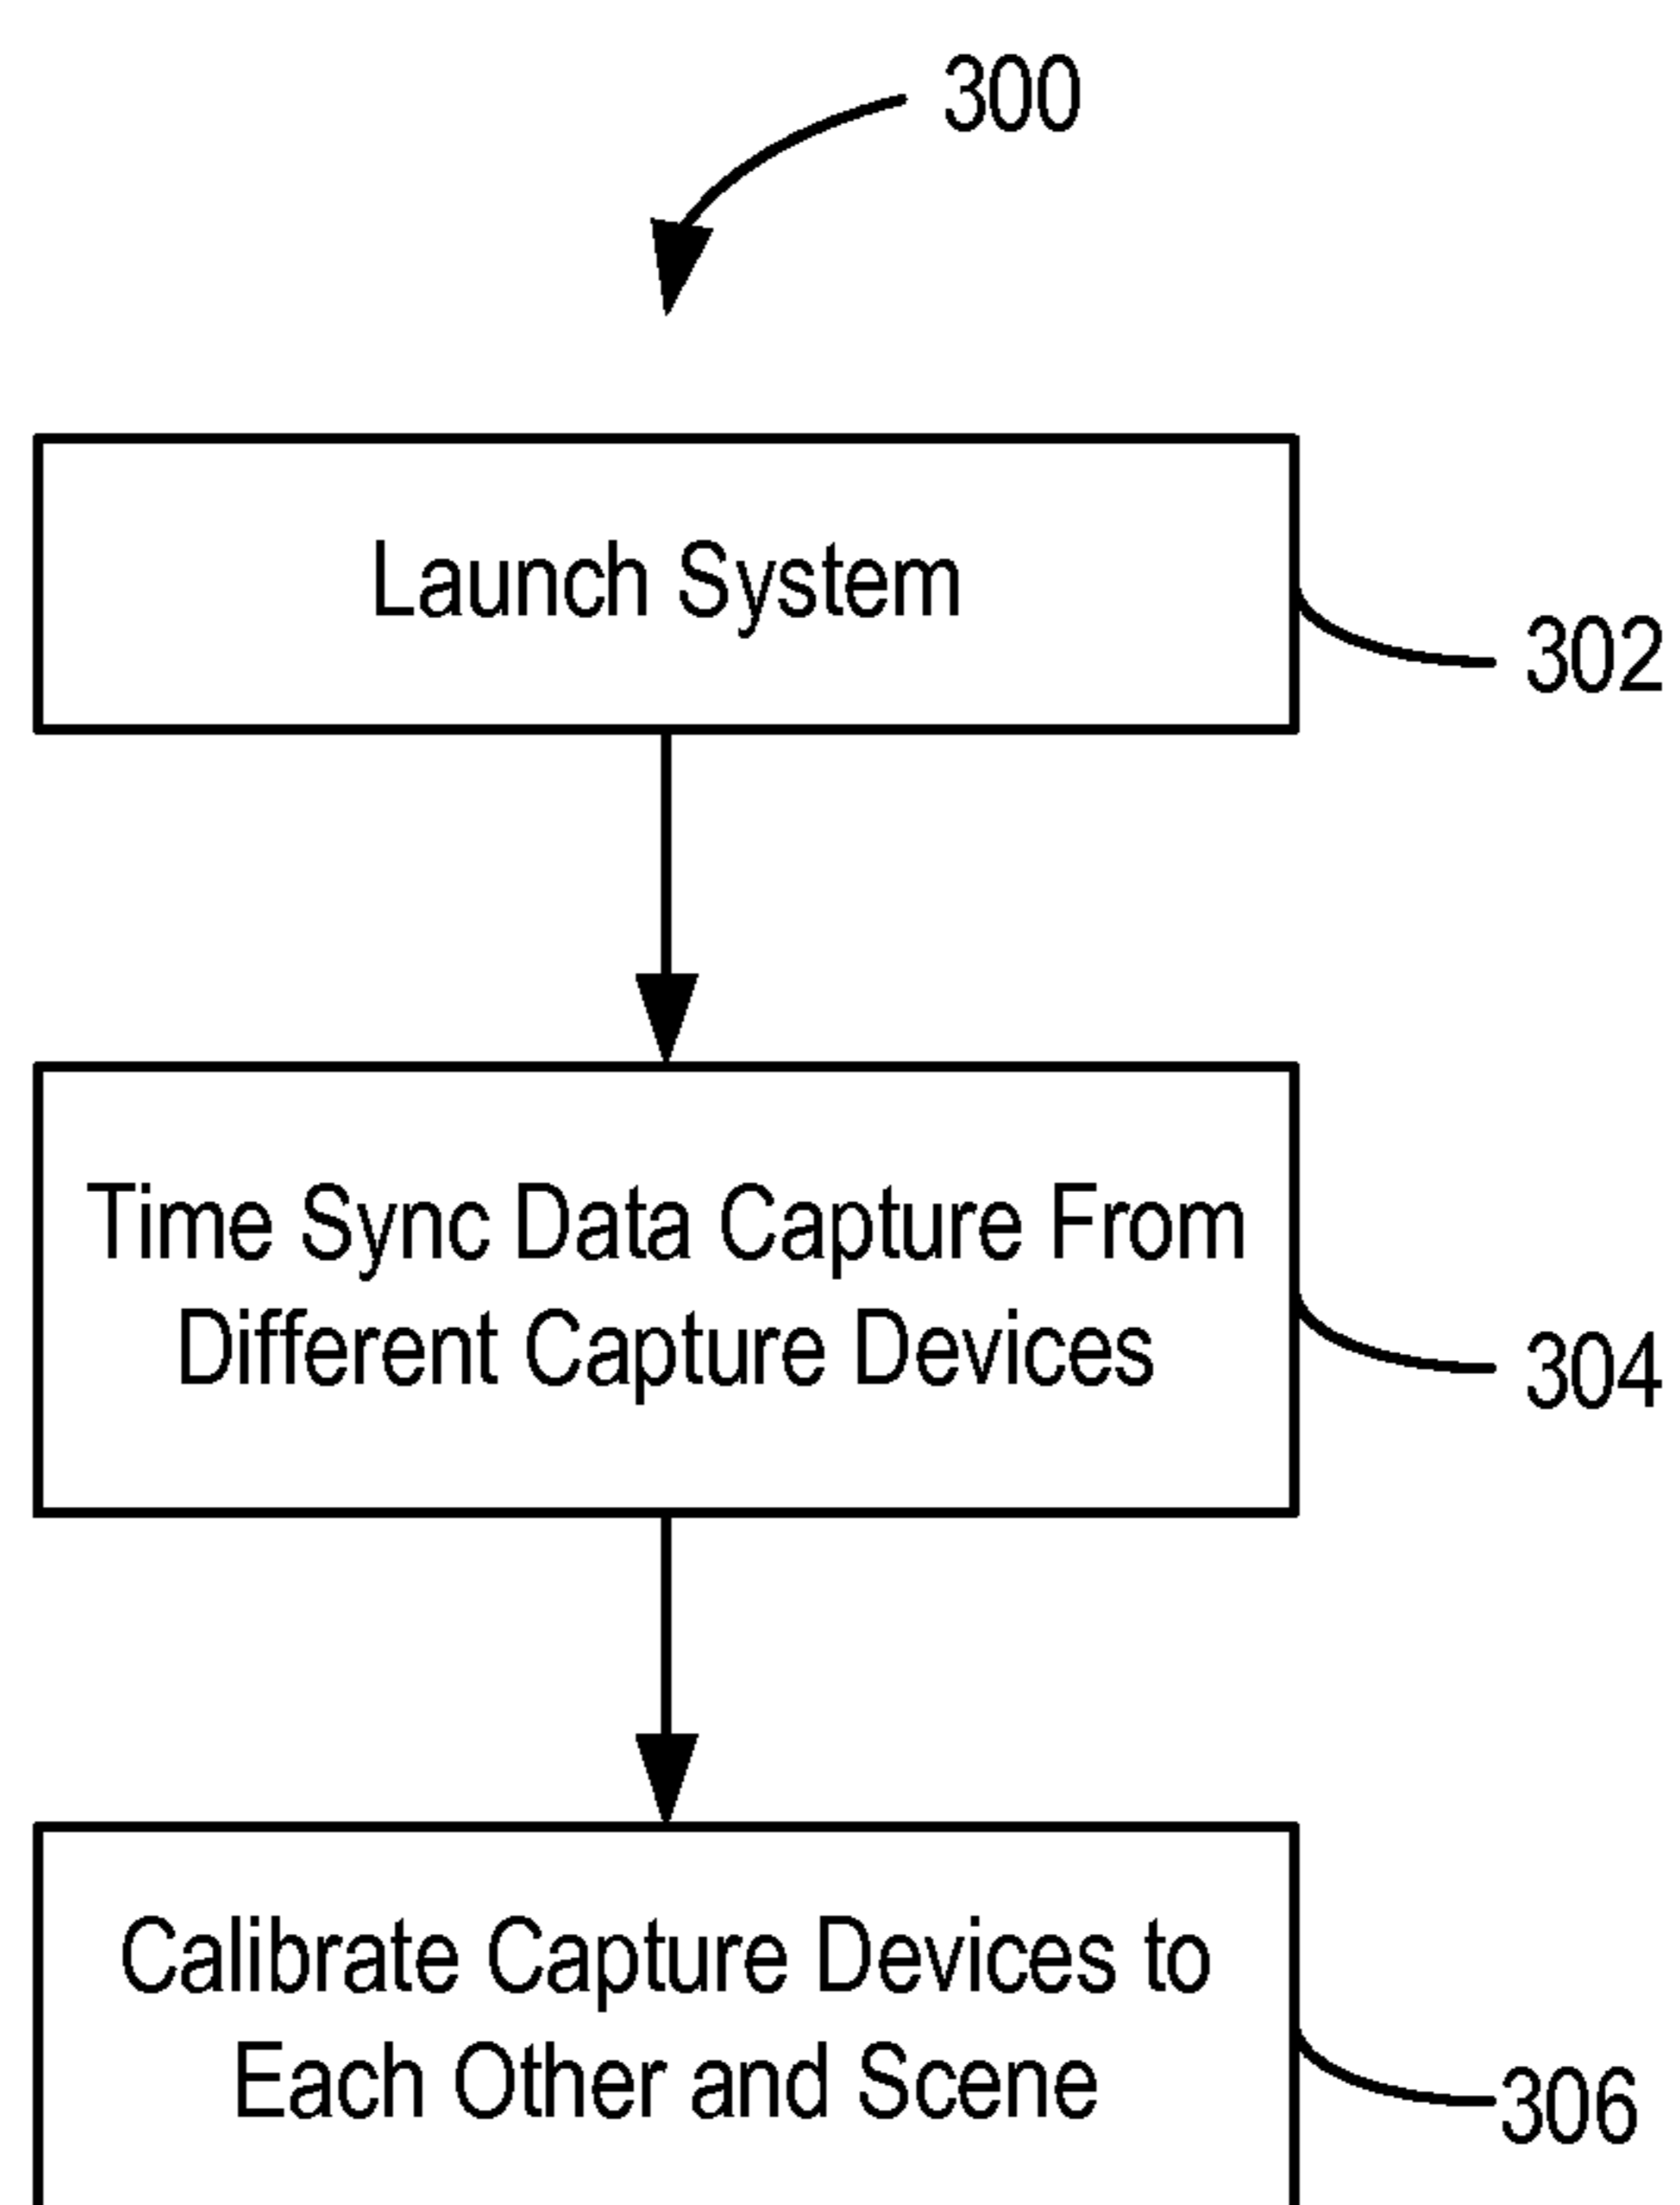 300
Launch System
302
Time Sync Data Capture From
Different Capture Devices
304
Calibrate Capture Devices to
Each Other and Scene
306